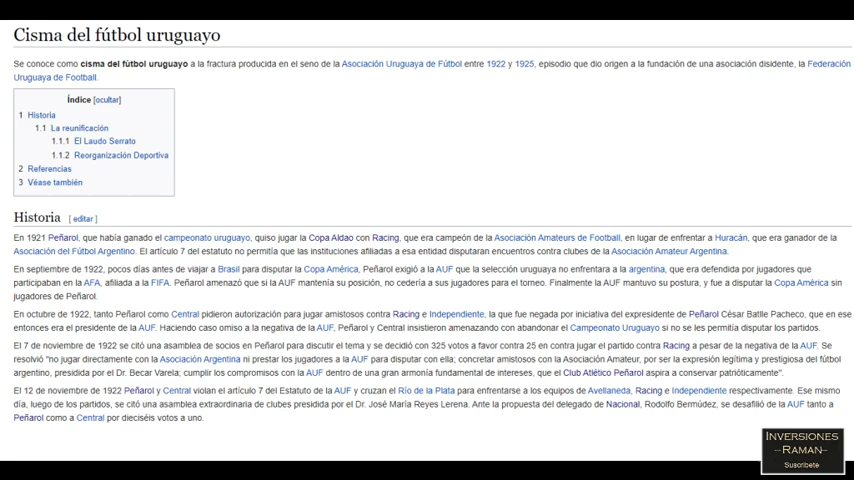 Cisma del fútbol uruguayo
Se conoce como cisma del fútbol uruguayo a la fractura producida en el seno de la Asociación Uruguaya de Fútbol entre 1922 y 1925, episodio que dio origen a la fundación de una asociación disidente, la Federación
Uruguaya de Football.
Índice [ocultar]
1 Historia
1.1 La reunificación
1.1.1 El Laudo Serrato
1.1.2 Reorganización Deportiva
2 Referencias
3 Véase también
Historia [ editar ]
En 1921 Peñarol, que había ganado el campeonato uruguayo, quiso jugar la Copa Aldao con Racing, que era campeón de la Asociación Amateurs de Football, en lugar de enfrentar a Huracán, que era ganador de la
Asociación del Fútbol Argentino. El artículo 7 del estatuto no permitía que las instituciones afiliadas a esa entidad disputaran encuentros contra clubes de la Asociación Amateur Argentina.
En septiembre de 1922, pocos días antes de viajar a Brasil para disputar la Copa América, Peñarol exigió a la AUF que la selección uruguaya no enfrentara a la argentina, que era defendida por jugadores que
participaban en la AFA, afiliada a la FIFA. Peñarol amenazó que si la AUF mantenía su posición, no cedería a sus jugadores para el torneo. Finalmente la AUF mantuvo su postura, y fue a disputar la Copa América sin
jugadores de Peñarol.
En octubre de 1922, tanto Peñarol como Central pidieron autorización para jugar amistosos contra Racing e Independiente, la que fue negada por iniciativa del expresidente de Peñarol César Batlle Pacheco, que en ese
entonces era el presidente de la AUF. Haciendo caso omiso a la negativa de la AUF, Peñarol y Central insistieron amenazando con abandonar el Campeonato Uruguayo si no se les permitía disputar los partidos.
El 7 de noviembre de 1922 se citó una asamblea de socios en Peñarol para discutir el tema y se decidió con 325 votos a favor contra 25 en contra jugar el partido contra Racing a pesar de la negativa de la AUF. Se
resolvió "no jugar directamente con la Asociación Argentina ni prestar los jugadores a la AUF para disputar con ella; concretar amistosos con la Asociación Amateur, por ser la expresión legítima y prestigiosa del fútbol
argentino, presidida por el Dr. Becar Varela; cumplir los compromisos con la AUF dentro de una gran armonía fundamental de intereses, que el Club Atlético Peñarol aspira a conservar patrióticamente".
El 12 de noviembre de 1922 Peñarol y Central violan el artículo 7 del Estatuto de la AUF y cruzan el Río de la Plata para enfrentarse a los equipos de Avellaneda, Racing e Independiente respectivamente. Ese mismo
día, luego de los partidos, se citó una asamblea extraordinaria de clubes presidida por el Dr. José María Reyes Lerena. Ante la propuesta del delegado de Nacional, Rodolfo Bermúdez, se desafilió de la AUF tanto a
Peñarol como a Central por dieciséis votos a uno.
INVERSIONES
--RAMAN--
Suscribete